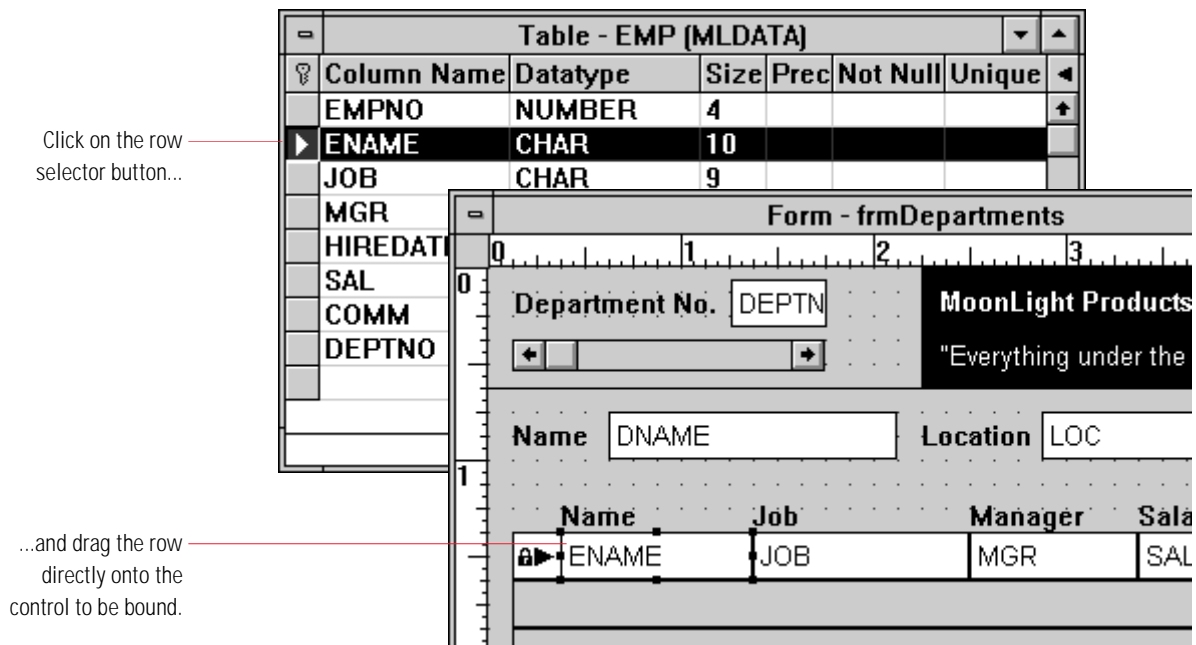 Table - EMP (MLDATA)
Column Name Datatype Size Prec Not Null Unique
EMPNO NUMBER 4
Click on the row
selector button...
ENAME CHAR 10
JOB CHAR 9
MGR
HIREDATE
SAL
COMM
DEPTNO
Form - frmDepartments
0 1 2 3
0
Department No. DEPTN
MoonLight Products
"Everything under the
Name DNAME Location LOC
1
Name Job Manager Sala
...and drag the row
directly onto the
control to be bound.
ENAME JOB MGR SAL